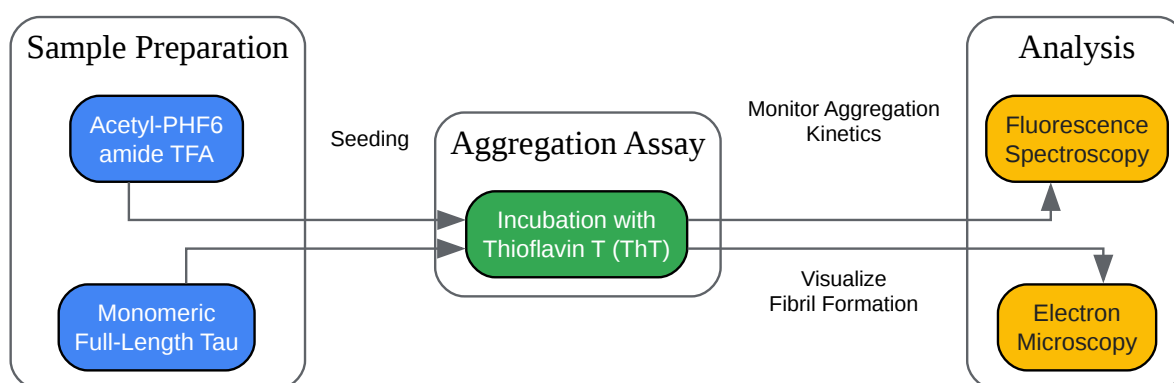 Sample Preparation
Acetyl-PHF6
amide TFA
Monomeric
Full-Length Tau
Seeding
Aggregation Assay
Incubation with
Thioflavin T (ThT)
Monitor Aggregation
Kinetics
Visualize
Fibril Formation
Analysis
Fluorescence
Spectroscopy
Electron
Microscopy